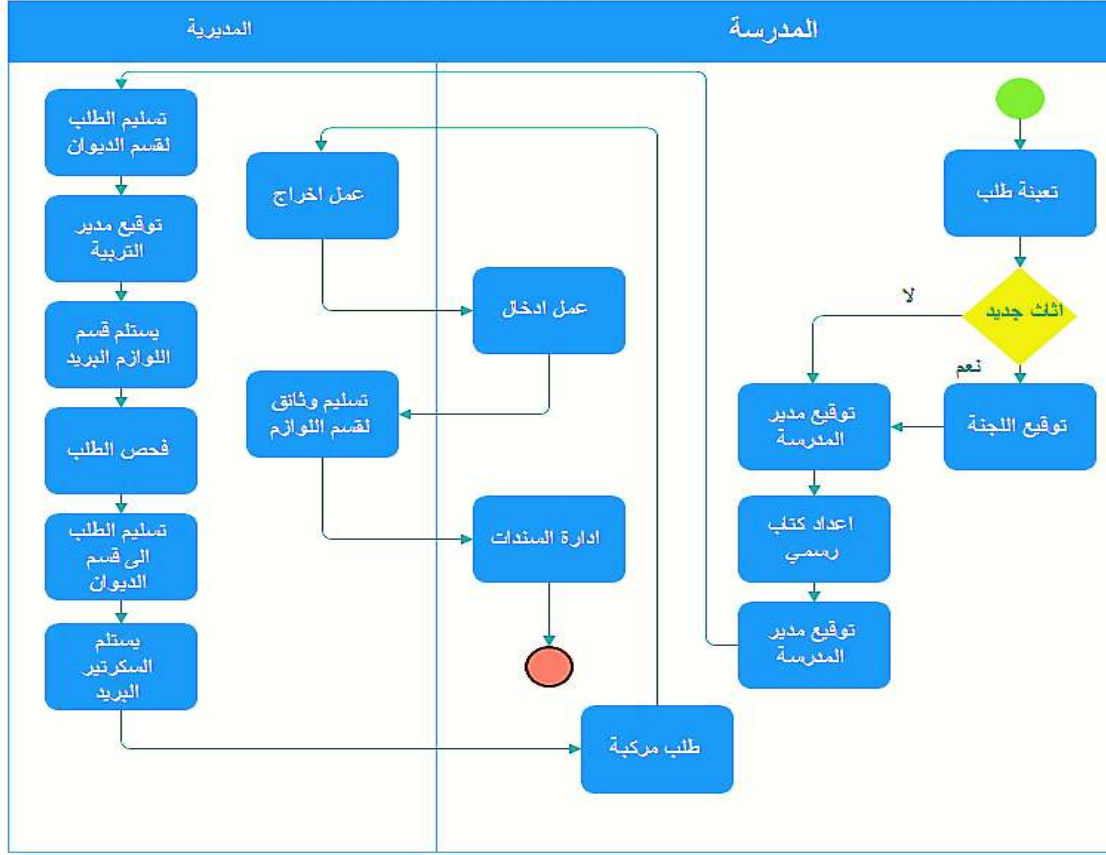 المدرسة
المديرية
تعبئة طلب
اثاث جديد
لا
نعم
توقيع اللجنة
توقيع مدير
المدرسة
اعداد كتاب
رسمي
توقيع مدير
المدرسة
تسليم الطلب
لقسم الديوان
توقيع مدير
التربية
يستلم قسم
اللوازم البريد
فحص الطلب
تسليم الطلب
الى قسم
الديوان
يستلم
السكرتير
البريد
طلب مركبة
عمل اخراج
عمل ادخال
تسليم وثائق
لقسم اللوازم
ادارة السندات